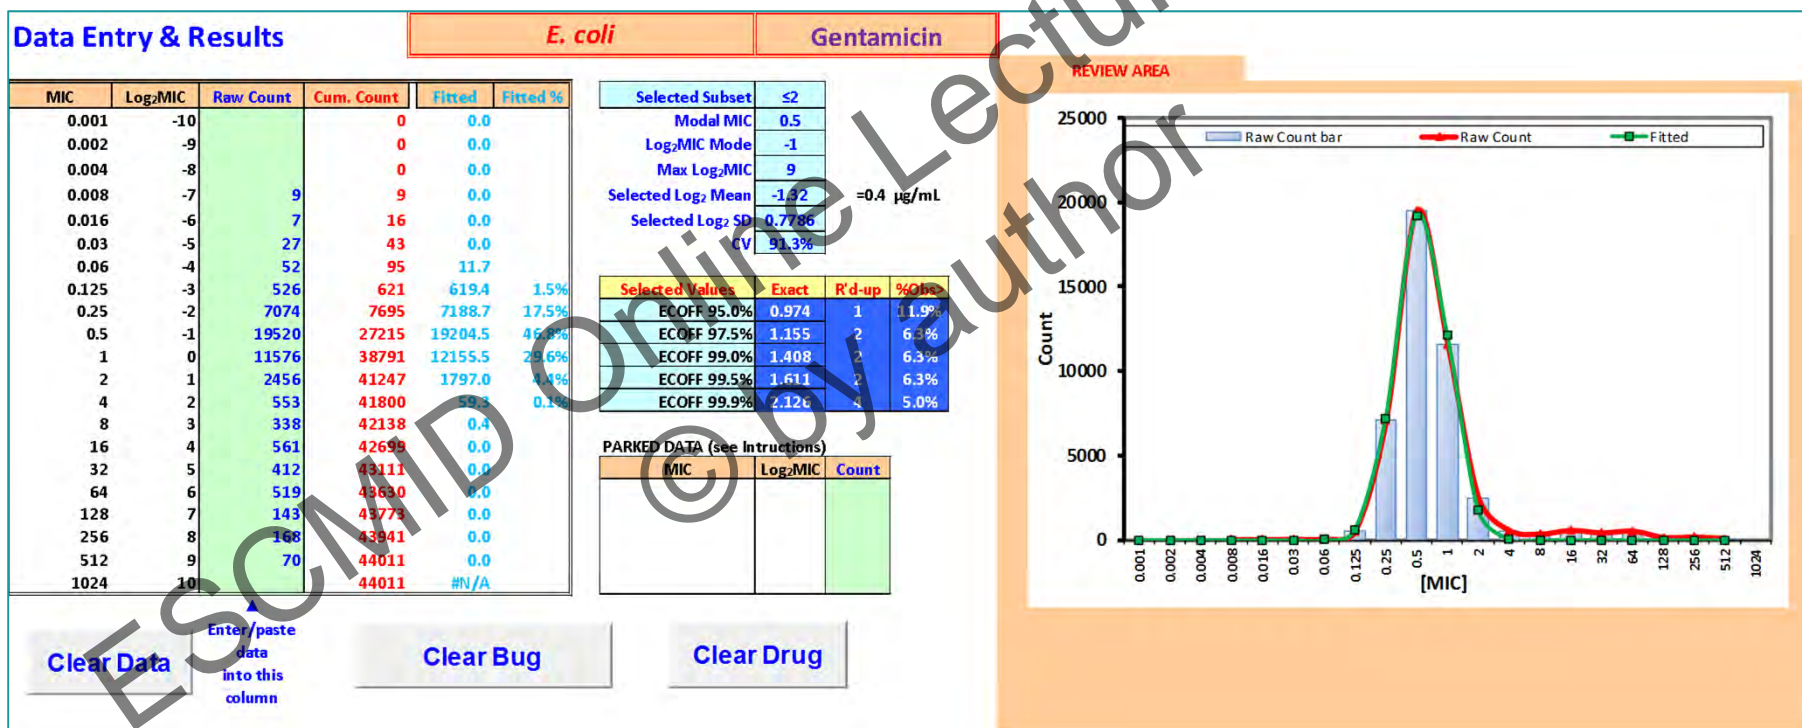 Data Entry & Results
E. coli Gentamicin
MIC Log₂MIC Raw Count Cum. Count Fitted Fitted %
0.001 -10 0 0.0
0.002 -9 0 0.0
0.004 -8 0 0.0
0.008 -7 9 9 0.0
0.016 -6 7 16 0.0
0.03 -5 27 43 0.0
0.06 -4 52 95 11.7
0.125 -3 526 621 619.4 1.5%
0.25 -2 7074 7695 7188.7 17.5%
0.5 -1 19520 27215 19204.5 46.8%
1 0 11576 38791 12155.5 29.6%
2 1 2456 41247 1797.0 4.4%
4 2 553 41800 59.3 0.1%
8 3 338 42138 0.4
16 4 561 42699 0.0
32 5 412 43111 0.0
64 6 519 43630 0.0
128 7 143 43773 0.0
256 8 168 43941 0.0
512 9 70 44011 0.0
1024 10 44011 #N/A
Enter/paste
data
into this
column
Clear Data
Clear Bug
Clear Drug
Selected Subset ≤2
Modal MIC 0.5
Log₂MIC Mode -1
Max Log₂MIC 9
Selected Log₂ Mean -1.32 =0.4 µg/mL
Selected Log₂ SD 0.7786
CV 91.3%
Selected Values Exact R'd-up %Obs>
ECOFF 95.0% 0.974 1 11.9%
ECOFF 97.5% 1.155 2 6.3%
ECOFF 99.0% 1.408 2 6.3%
ECOFF 99.5% 1.611 2 6.3%
ECOFF 99.9% 2.126 4 5.0%
PARKED DATA (see Intructions)
MIC Log₂MIC Count
REVIEW AREA
Raw Count bar Raw Count Fitted
25000
20000
15000
10000
5000
0
Count
0.001 0.002 0.004 0.008 0.016 0.03 0.06 0.125 0.25 0.5 1 2 4 8 16 32 64 128 256 512 1024
[MIC]
ESCMID Online Lectur
© by author